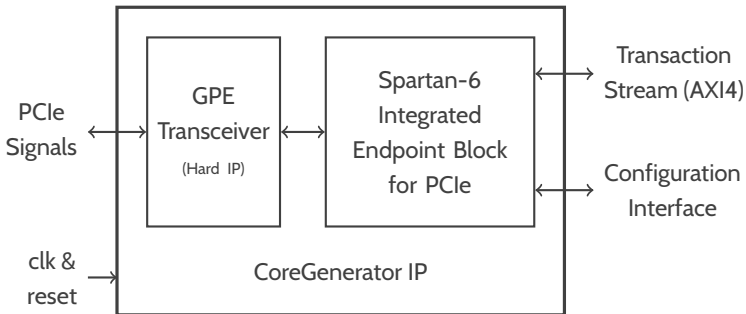 PCIe
Signals
clk &
reset
GPE
Transceiver
(Hard IP)
Spartan-6
Integrated
Endpoint Block
for PCIe
CoreGenerator IP
Transaction
Stream (AXI4)
Configuration
Interface